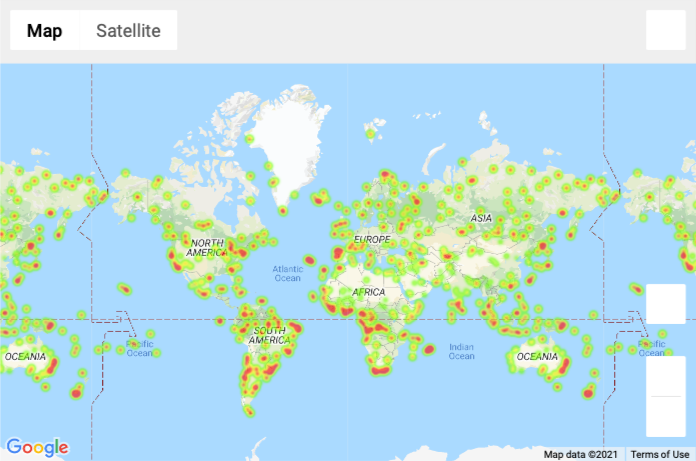 Map
Satellite
NORTH
AMERICA
Atlantic
Ocean
EUROPE
ASIA
AFRICA
SOUTH
AMERICA
Indian
Ocean
OCEANIA
Pacific
Ocean
OCEANIA
Pacific
Ocean
Google
Map data ©2021
Terms of Use